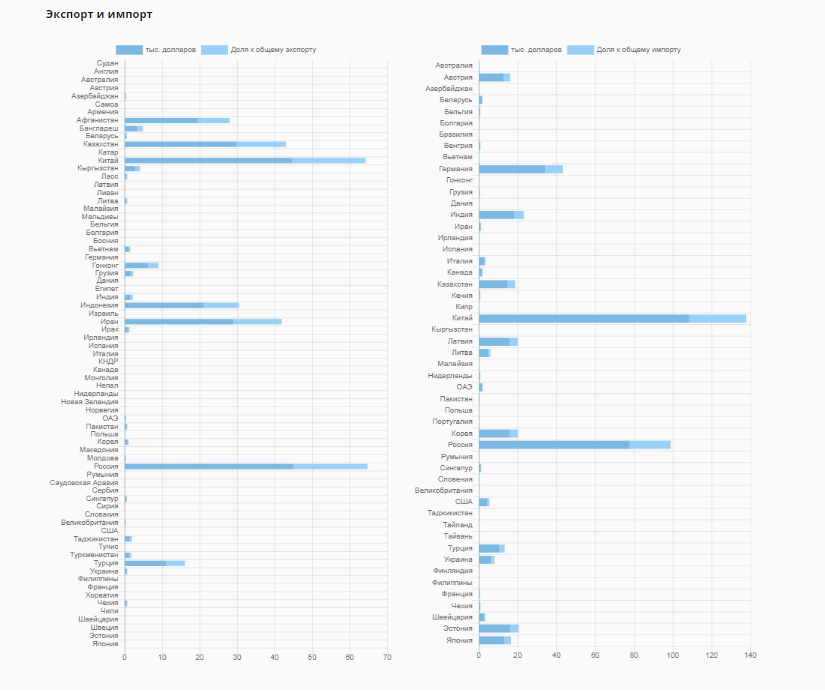 Экспорт и импорт
тыс. долларов Доля к общему экспорту
Судан
Англия
Австралия
Австрия
Азербайджан
Самоа
Армения
Афганистан
Бангладеш
Беларусь
Казахстан
Катар
Китай
Кыргызстан
Лаос
Латвия
Ливан
Литва
Малайзия
Мальдивы
Бельгия
Болгария
Босния
Вьетнам
Германия
Гонконг
Грузия
Дания
Египет
Индия
Индонезия
Израиль
Иран
Ирак
Ирландия
Испания
Италия
КНДР
Канада
Монголия
Непал
Нидерланды
Новая Зеландия
Норвегия
ОАЭ
Пакистан
Польша
Корея
Македония
Молдова
Россия
Румыния
Саудовская Аравия
Сербия
Сингапур
Сирия
Словакия
Великобритания
США
Таджикистан
Тунис
Туркменистан
Турция
Украина
Филиппины
Франция
Хорватия
Чехия
Чили
Швейцария
Швеция
Эстония
Япония
0 10 20 30 40 50 60 70
тыс. долларов Доля к общему импорту
Австралия
Австрия
Азербайджан
Беларусь
Бельгия
Болгария
Бразилия
Венгрия
Вьетнам
Германия
Гонконг
Грузия
Дания
Индия
Иран
Ирландия
Испания
Италия
Канада
Казахстан
Кения
Кипр
Китай
Кыргызстан
Латвия
Литва
Малайзия
Нидерланды
ОАЭ
Пакистан
Польша
Португалия
Корея
Россия
Румыния
Сингапур
Словения
Великобритания
США
Таджикистан
Тайланд
Тайвань
Турция
Украина
Финляндия
Филиппины
Франция
Чехия
Швейцария
Эстония
Япония
0 20 40 60 80 100 120 140